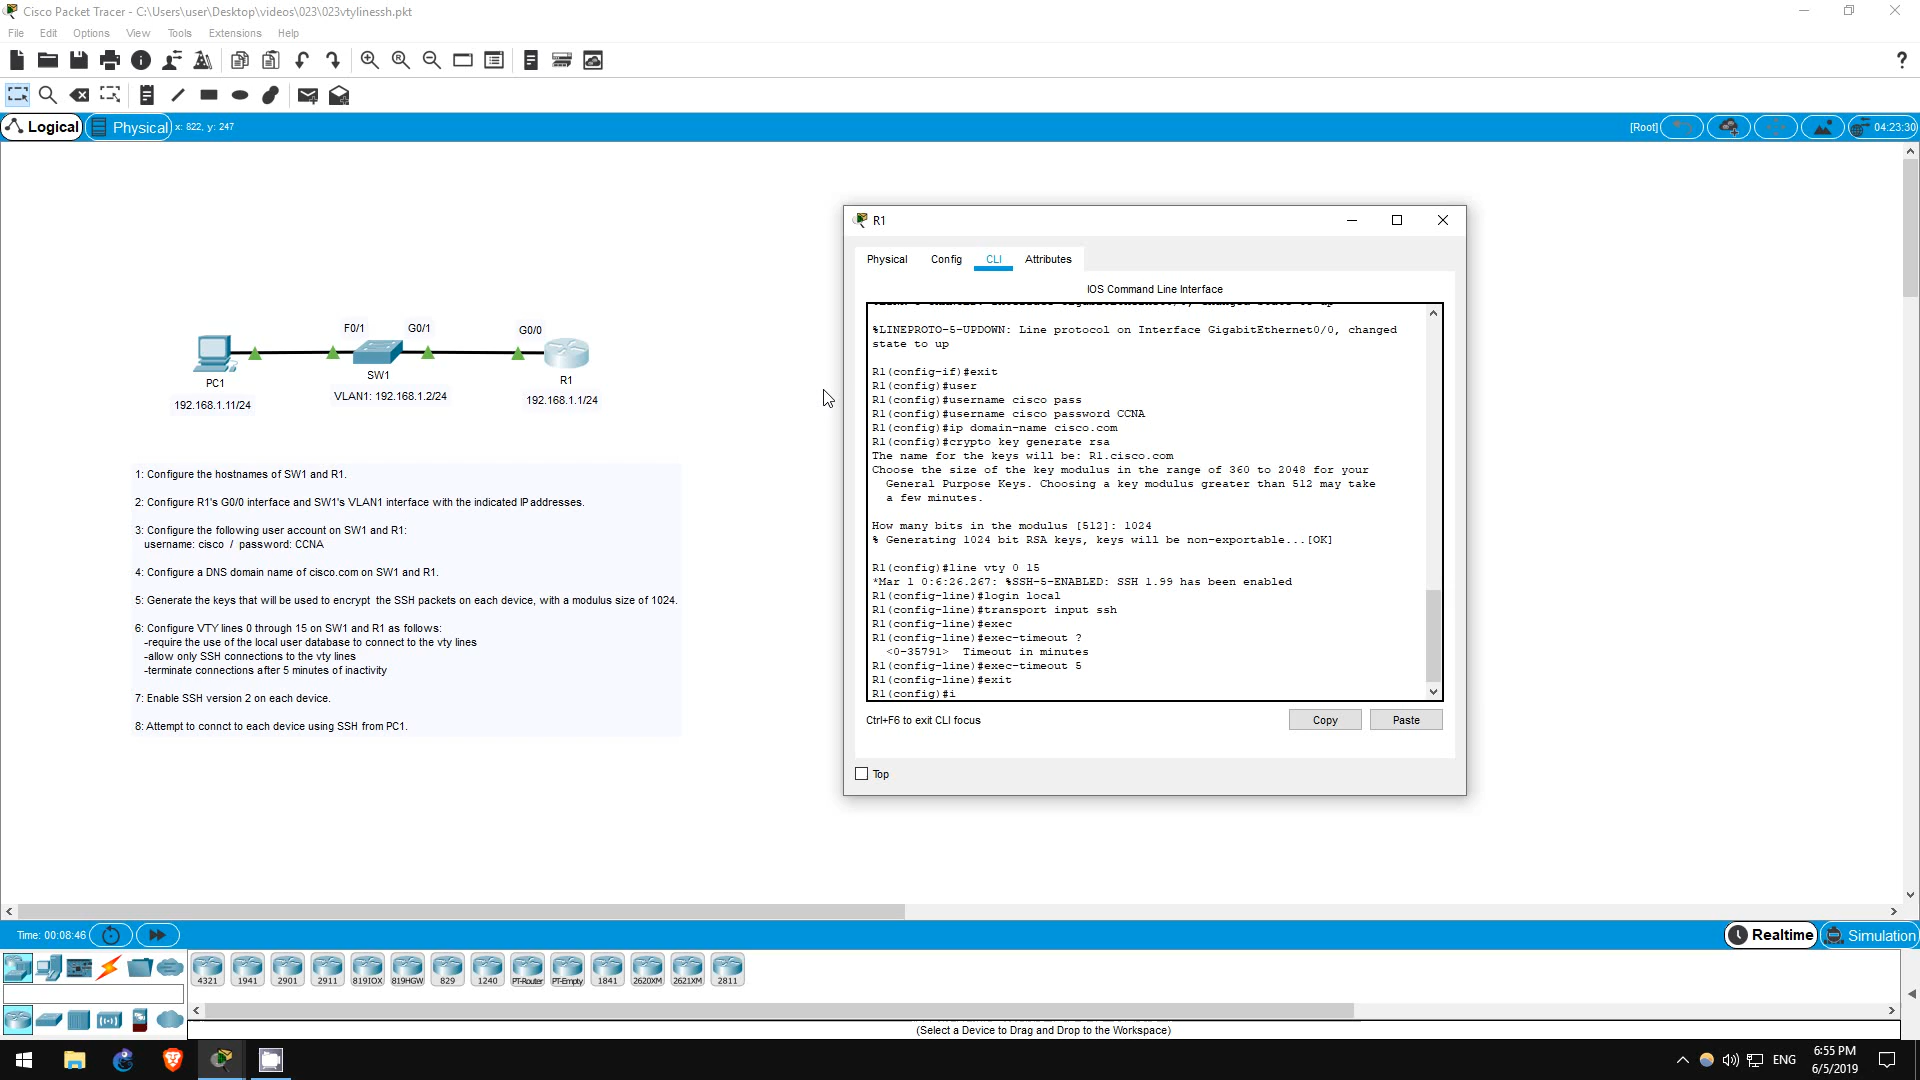 Cisco Packet Tracer - C:\Users\user\Desktop\videos\023\023vtylinessh.pkt
File Edit Options View Tools Extensions Help
Logical Physical x: 822, y: 247 [Root] 04:23:30
F0/1 G0/1 G0/0
PC1 SW1 R1
192.168.1.11/24 VLAN1: 192.168.1.2/24 192.168.1.1/24
1: Configure the hostnames of SW1 and R1.
2: Configure R1's G0/0 interface and SW1's VLAN1 interface with the indicated IP addresses.
3: Configure the following user account on SW1 and R1:
username: cisco / password: CCNA
4: Configure a DNS domain name of cisco.com on SW1 and R1.
5: Generate the keys that will be used to encrypt the SSH packets on each device, with a modulus size of 1024.
6: Configure VTY lines 0 through 15 on SW1 and R1 as follows:
-require the use of the local user database to connect to the vty lines
-allow only SSH connections to the vty lines
-terminate connections after 5 minutes of inactivity
7: Enable SSH version 2 on each device.
8: Attempt to connct to each device using SSH from PC1.
R1
Physical Config CLI Attributes
IOS Command Line Interface
%LINEPROTO-5-UPDOWN: Line protocol on Interface GigabitEthernet0/0, changed
state to up
R1(config-if)#exit
R1(config)#user
R1(config)#username cisco pass
R1(config)#username cisco password CCNA
R1(config)#ip domain-name cisco.com
R1(config)#crypto key generate rsa
The name for the keys will be: R1.cisco.com
Choose the size of the key modulus in the range of 360 to 2048 for your
General Purpose Keys. Choosing a key modulus greater than 512 may take
a few minutes.
How many bits in the modulus [512]: 1024
% Generating 1024 bit RSA keys, keys will be non-exportable...[OK]
R1(config)#line vty 0 15
*Mar 1 0:6:26.267: %SSH-5-ENABLED: SSH 1.99 has been enabled
R1(config-line)#login local
R1(config-line)#transport input ssh
R1(config-line)#exec
R1(config-line)#exec-timeout ?
<0-35791> Timeout in minutes
R1(config-line)#exec-timeout 5
R1(config-line)#exit
R1(config)#i
Ctrl+F6 to exit CLI focus Copy Paste
Top
Time: 00:08:46 Realtime Simulation
4321 1941 2901 2911 819IOX 819HGW 829 1240 PT-Router PT-Empty 1841 2620XM 2621XM 2811
(Select a Device to Drag and Drop to the Workspace)
ENG 6:55 PM
6/5/2019